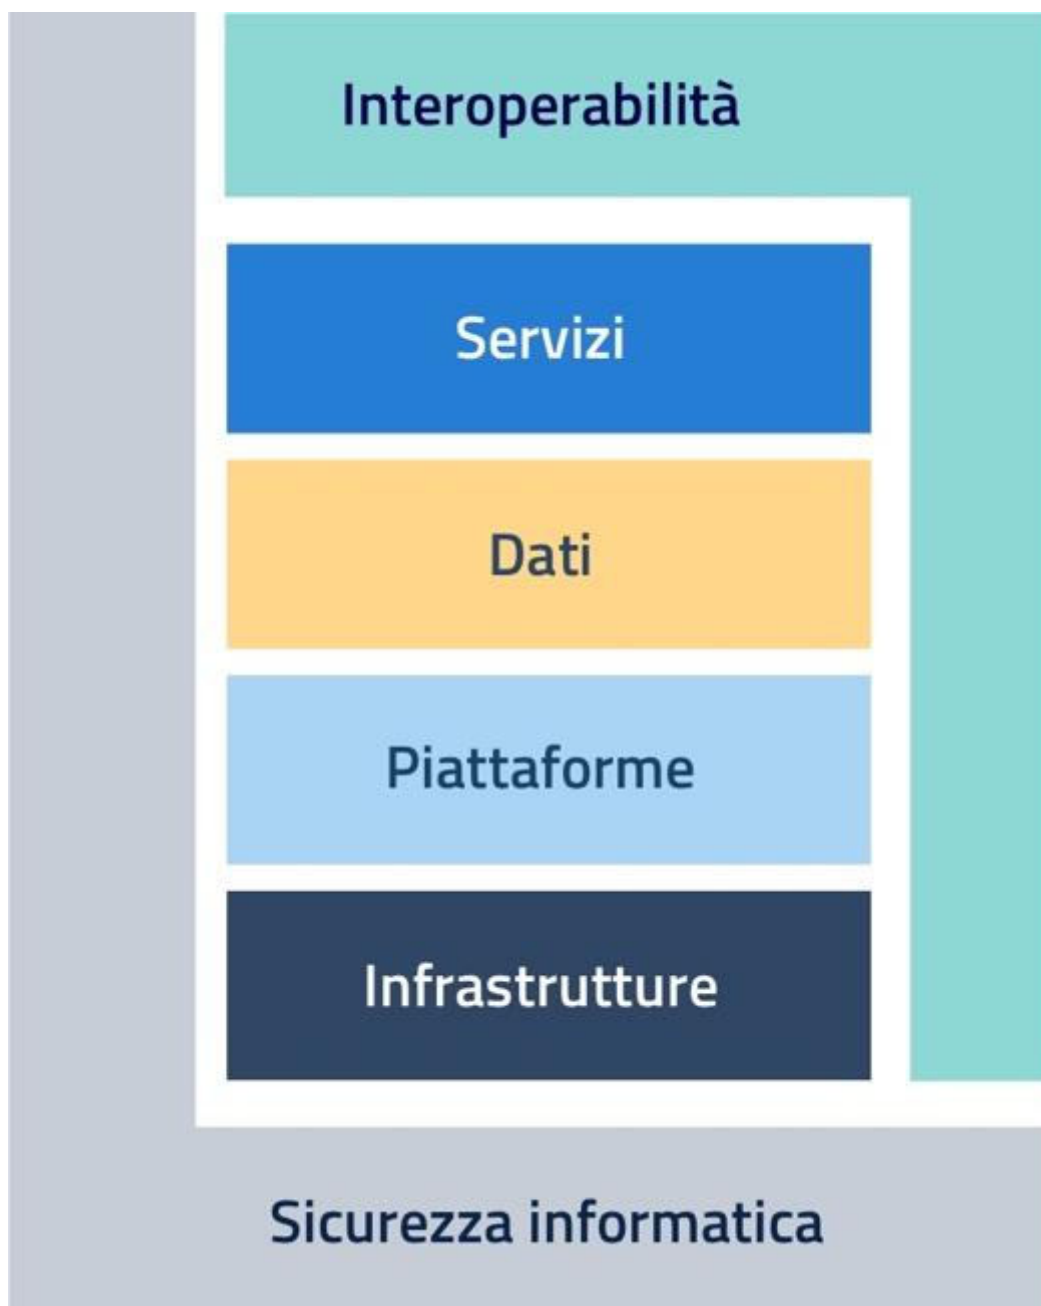 Interoperabilità
Servizi
Dati
Piattaforme
Infrastrutture
Sicurezza informatica